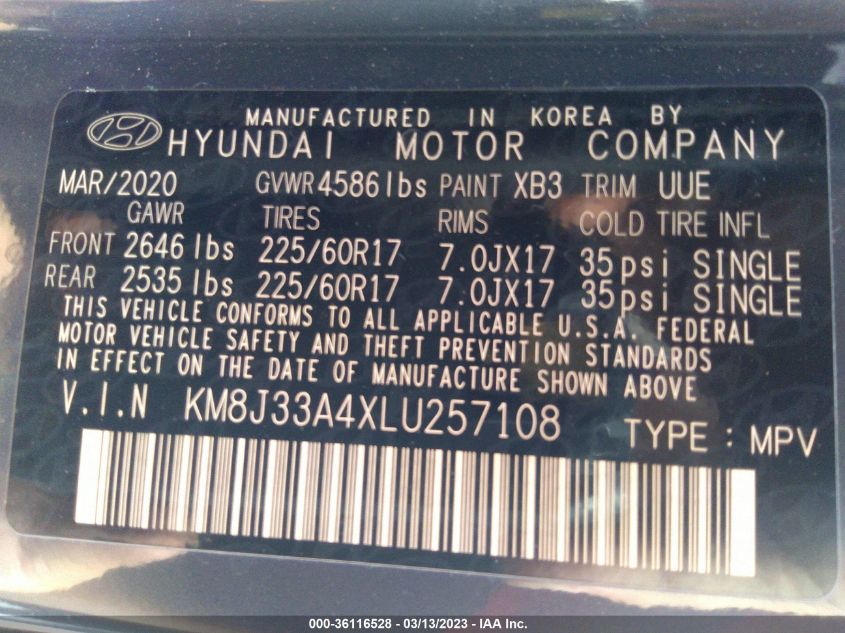 MANUFACTURED IN KOREA BY
HYUNDAI MOTOR COMPANY
MAR/2020 GVWR 4586 lbs PAINT XB3 TRIM UUE
GAWR TIRES RIMS COLD TIRE INFL
FRONT 2646 lbs 225/60R17 7.0JX17 35psi SINGLE
REAR 2535 lbs 225/60R17 7.0JX17 35psi SINGLE
THIS VEHICLE CONFORMS TO ALL APPLICABLE U.S.A. FEDERAL
MOTOR VEHICLE SAFETY AND THEFT PREVENTION STANDARDS
IN EFFECT ON THE DATE OF MANUFACTURE SHOWN ABOVE
V.I.N KM8J33A4XLU257108 TYPE : MPV
000-36116528 - 03/13/2023 - IAA Inc.